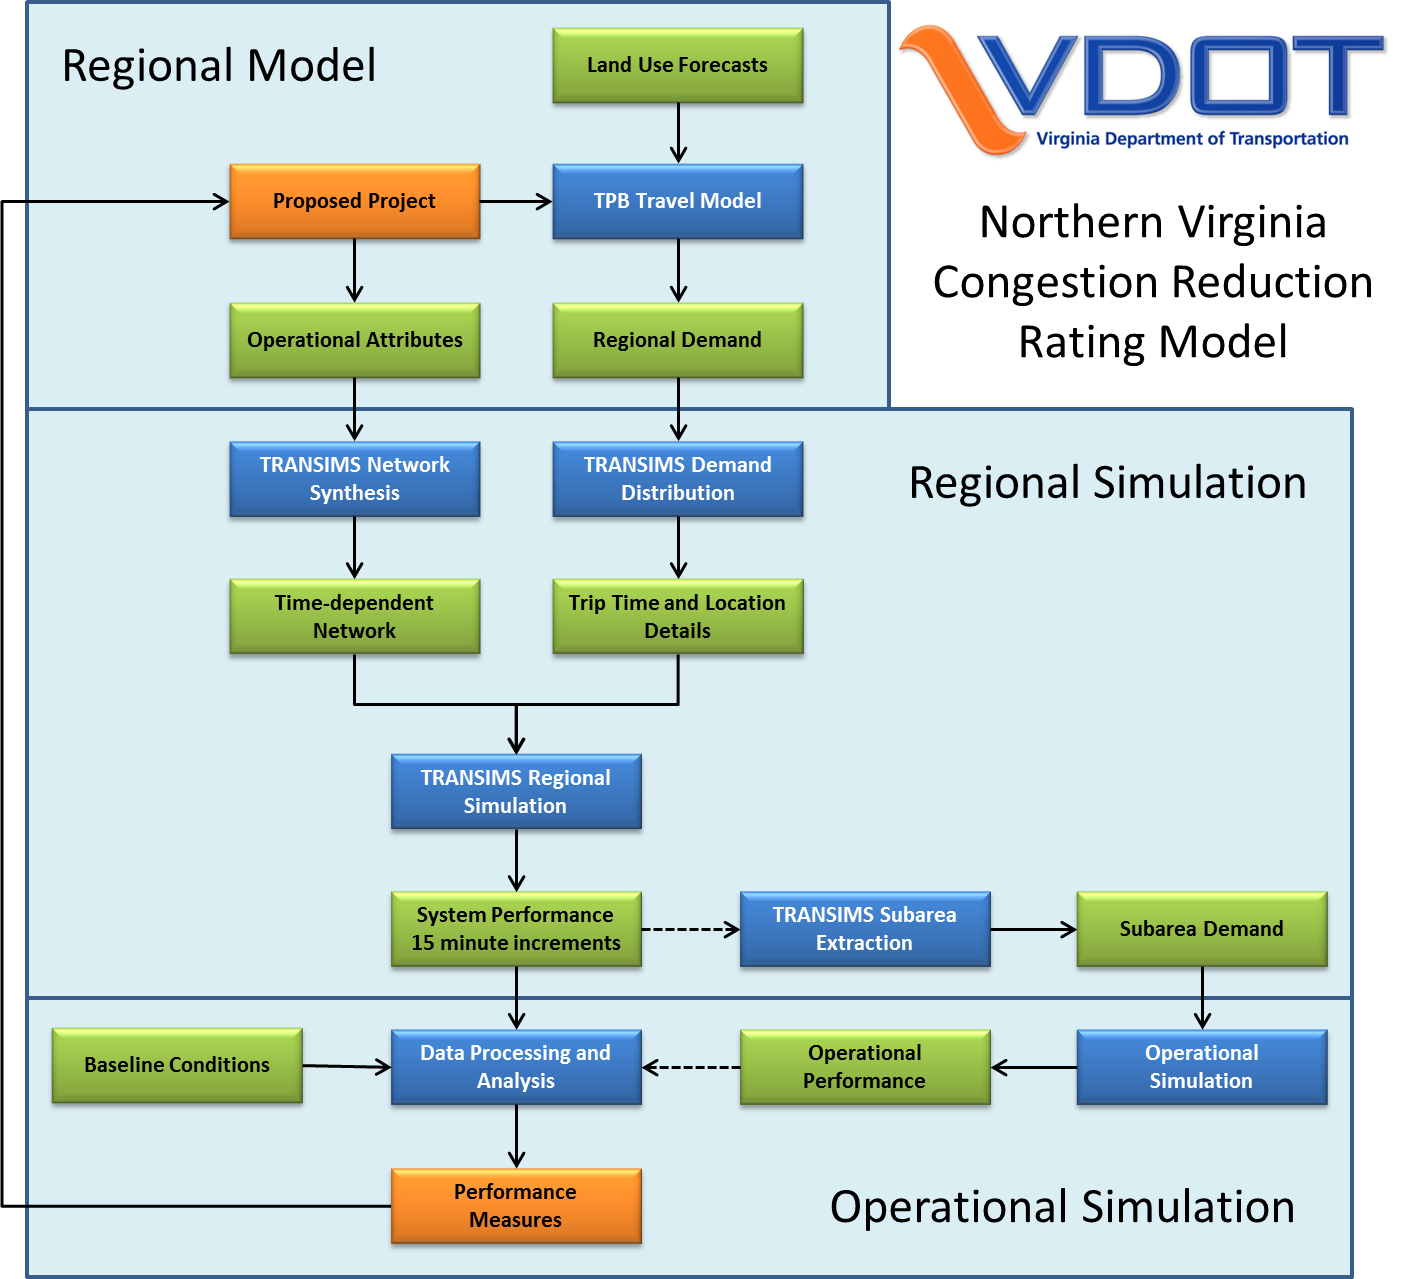 Regional Model
Land Use Forecasts
VDOT
Virginia Department of Transportation
Proposed Project
TPB Travel Model
Northern Virginia
Congestion Reduction
Rating Model
Operational Attributes
Regional Demand
TRANSIMS Network
Synthesis
TRANSIMS Demand
Distribution
Regional Simulation
Time-dependent
Network
Trip Time and Location
Details
TRANSIMS Regional
Simulation
System Performance
15 minute increments
TRANSIMS Subarea
Extraction
Subarea Demand
Baseline Conditions
Data Processing and
Analysis
Operational
Performance
Operational
Simulation
Performance
Measures
Operational Simulation